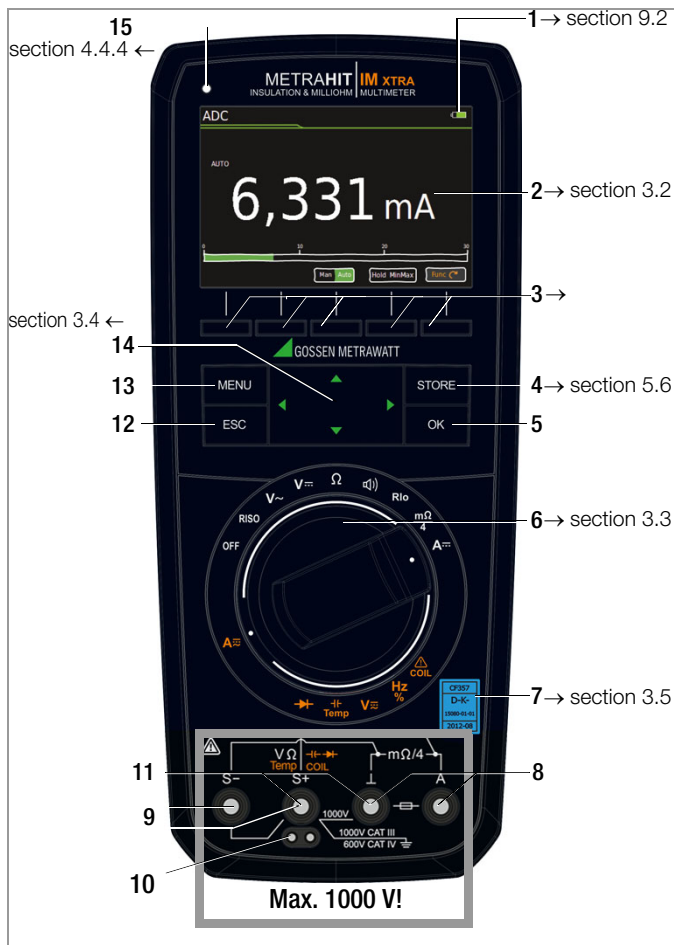 15
section 4.4.4 ←
1→ section 9.2
METRAHIT IM XTRA
INSULATION & MILLIOHM MULTIMETER
ADC
AUTO
6,331 mA
2→ section 3.2
0 10 20 30
Man Auto Hold MinMax Func
3→
section 3.4 ←
14
GOSSEN METRAWATT
13 MENU STORE 4→ section 5.6
12 ESC OK 5
Ω
V⎓
V~ Rlo
RISO mΩ
4
6→ section 3.3
OFF A⎓
A≂
COIL
Hz
%
V≂
Temp
CF357
D-K-
15080-01-01
2012-08
7→ section 3.5
VΩ
Temp COIL
mΩ/4
11 S– S+ ⊥ A 8
9
1000V
1000V CAT III
600V CAT IV
10
Max. 1000 V!